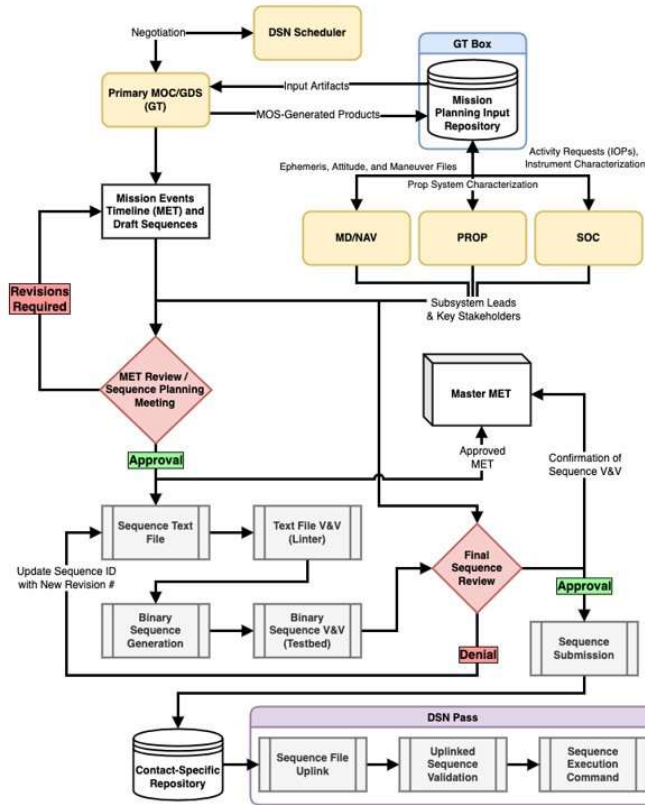 Negotiation
DSN Scheduler
GT Box
Primary MOC/GDS
(GT)
Input Artifacts
MOS-Generated Products
Mission
Planning Input
Repository
Activity Requests (IOPs),
Instrument Characterization
Ephemeris, Attitude, and Maneuver Files
Prop System Characterization
Mission Events
Timeline (MET) and
Draft Sequences
MD/NAV
PROP
SOC
Revisions
Required
Subsystem Leads
& Key Stakeholders
MET Review /
Sequence Planning
Meeting
Master MET
Approval
Approved
MET
Confirmation of
Sequence V&V
Sequence Text
File
Text File V&V
(Linter)
Update Sequence ID
with New Revision #
Final
Sequence
Review
Approval
Binary
Sequence
Generation
Binary
Sequence V&V
(Testbed)
Denial
Sequence
Submission
DSN Pass
Contact-Specific
Repository
Sequence File
Uplink
Uplinked
Sequence
Validation
Sequence
Execution
Command